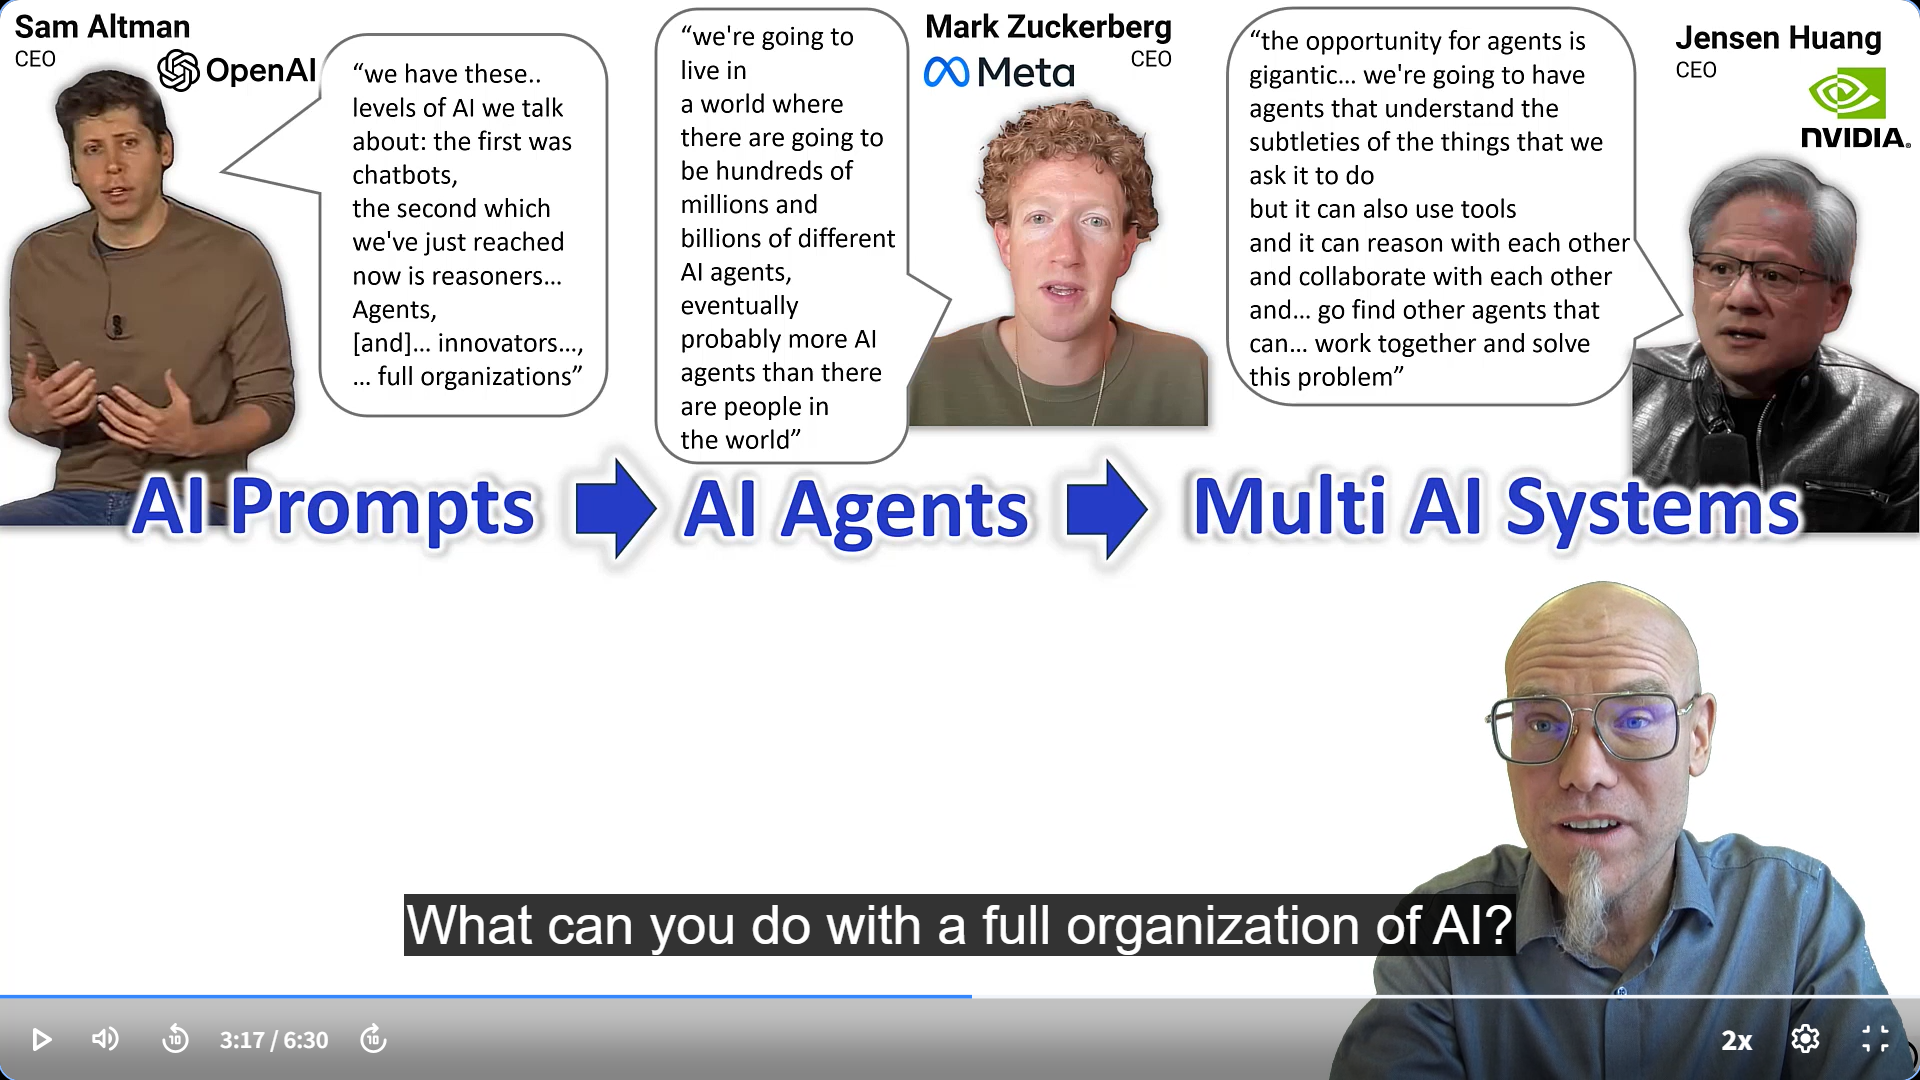 Sam Altman
CEO
OpenAI
“we have these..
levels of AI we talk
about: the first was
chatbots,
the second which
we've just reached
now is reasoners...
Agents,
[and]... innovators...,
... full organizations”
“we're going to
live in
a world where
there are going to
be hundreds of
millions and
billions of different
AI agents,
eventually
probably more AI
agents than there
are people in
the world”
Mark Zuckerberg
CEO
Meta
“the opportunity for agents is
gigantic... we're going to have
agents that understand the
subtleties of the things that we
ask it to do
but it can also use tools
and it can reason with each other
and collaborate with each other
and... go find other agents that
can... work together and solve
this problem”
Jensen Huang
CEO
NVIDIA.
AI Prompts AI Agents Multi AI Systems
What can you do with a full organization of AI?
10 3:17 / 6:30 10 2x